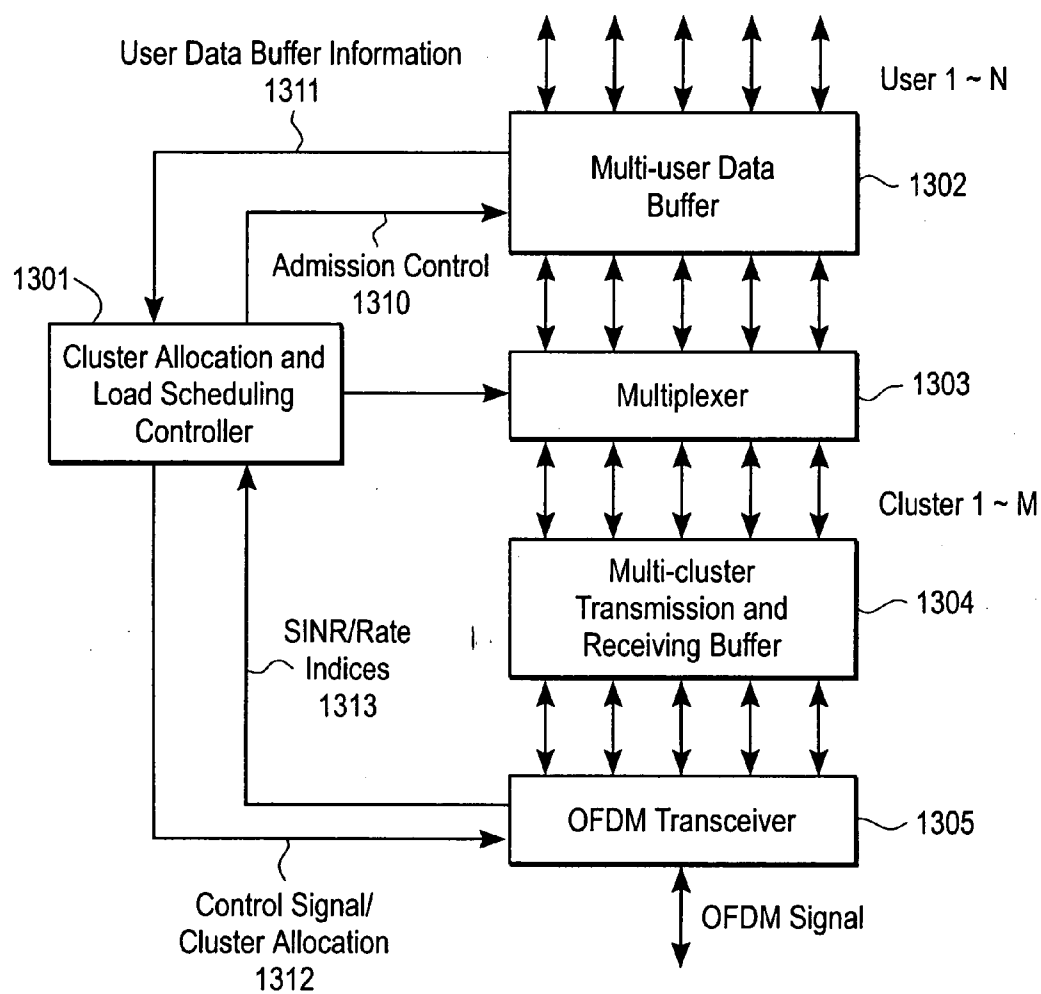 User Data Buffer Information
1311
User 1 ~ N
Multi-user Data
Buffer
1302
Admission Control
1310
1301
Cluster Allocation and
Load Scheduling
Controller
Multiplexer
1303
Cluster 1 ~ M
Multi-cluster
Transmission and
Receiving Buffer
1304
SINR/Rate
Indices
1313
OFDM Transceiver
1305
Control Signal/
Cluster Allocation
1312
OFDM Signal